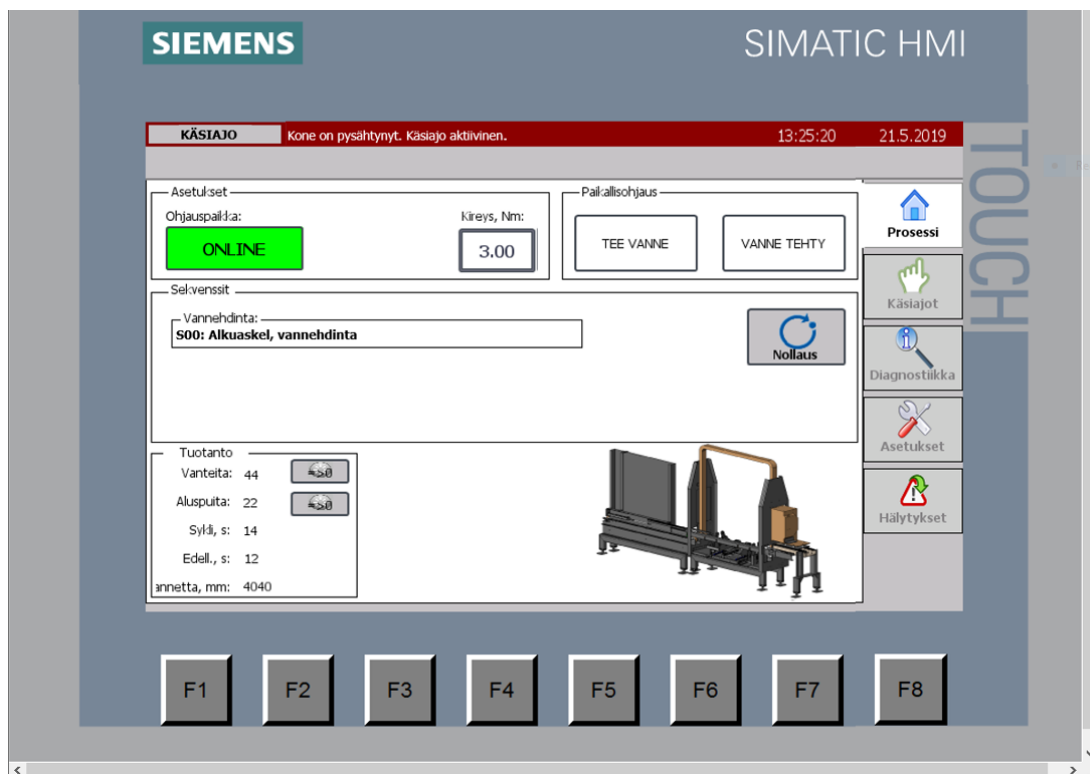 SIEMENS
SIMATIC HMI
TOUCH
KÄSIAJO
Kone on pysähtynyt. Käsiajo aktiivinen.
13:25:20
21.5.2019
Asetukset
Ohjauspaikka:
Kireys, Nm:
ONLINE
3.00
Paikallisohjaus
TEE VANNE
VANNE TEHTY
Sekvenssit
Vannehdinta:
S00: Alkuaskel, vannehdinta
Nollaus
Tuotanto
Vanteita: 44
=>0
Aluspuita: 22
=>0
Sykli, s: 14
Edell., s: 12
annetta, mm: 4040
Prosessi
Käsiajot
Diagnostiikka
Asetukset
Hälytykset
F1
F2
F3
F4
F5
F6
F7
F8